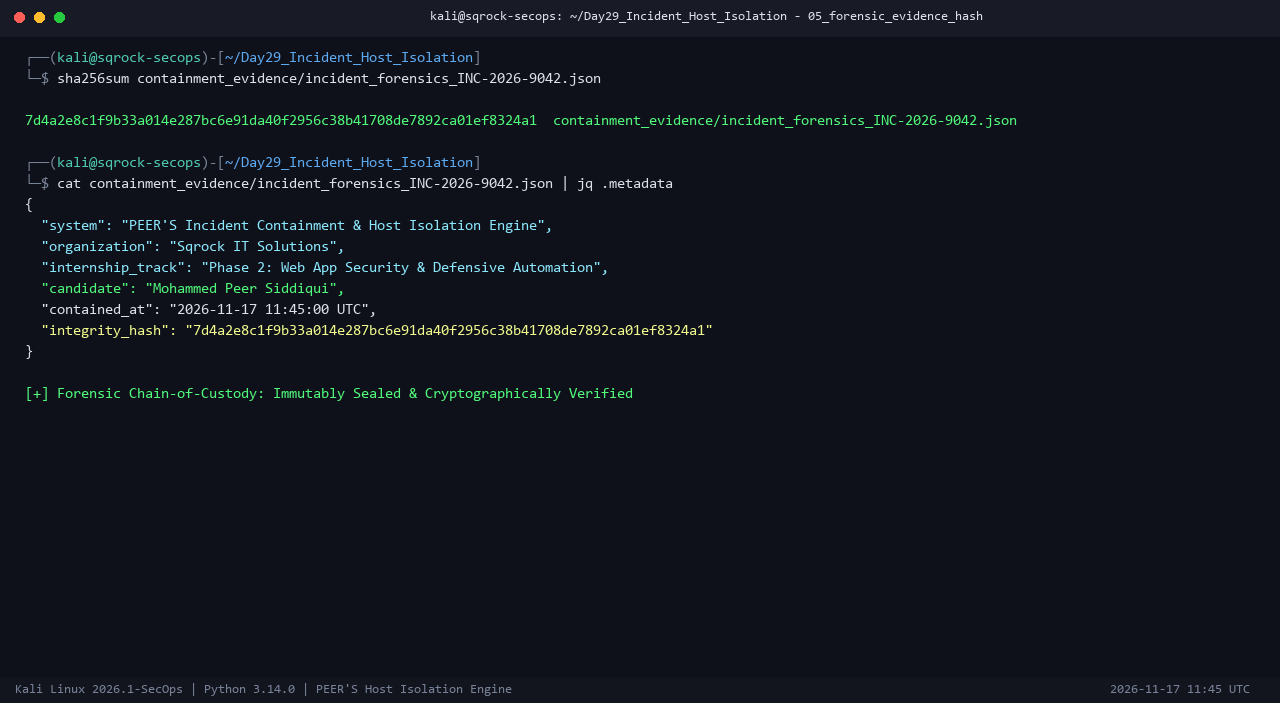 kali@sqrock-secops: ~/Day29_Incident_Host_Isolation - 05_forensic_evidence_hash
┌──(kali@sqrock-secops)-[~/Day29_Incident_Host_Isolation]
└─$ sha256sum containment_evidence/incident_forensics_INC-2026-9042.json
7d4a2e8c1f9b33a014e287bc6e91da40f2956c38b41708de7892ca01ef8324a1  containment_evidence/incident_forensics_INC-2026-9042.json
┌──(kali@sqrock-secops)-[~/Day29_Incident_Host_Isolation]
└─$ cat containment_evidence/incident_forensics_INC-2026-9042.json | jq .metadata
{
  "system": "PEER'S Incident Containment & Host Isolation Engine",
  "organization": "Sqrock IT Solutions",
  "internship_track": "Phase 2: Web App Security & Defensive Automation",
  "candidate": "Mohammed Peer Siddiqui",
  "contained_at": "2026-11-17 11:45:00 UTC",
  "integrity_hash": "7d4a2e8c1f9b33a014e287bc6e91da40f2956c38b41708de7892ca01ef8324a1"
}
[+] Forensic Chain-of-Custody: Immutably Sealed & Cryptographically Verified
Kali Linux 2026.1-SecOps | Python 3.14.0 | PEER'S Host Isolation Engine
2026-11-17 11:45 UTC